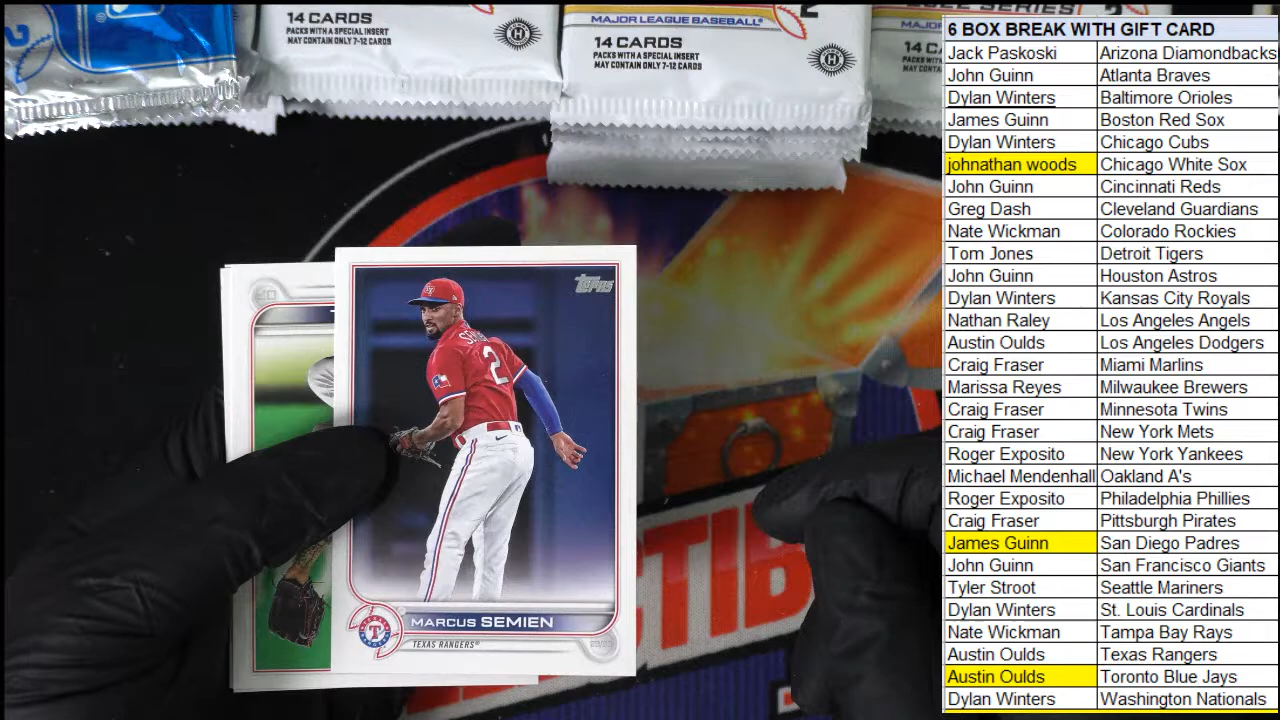 14 CARDS
PACKS WITH A SPECIAL INSERT
MAY CONTAIN ONLY 7-12 CARDS
MAJOR LEAGUE BASEBALL®
14 CARDS
PACKS WITH A SPECIAL INSERT
MAY CONTAIN ONLY 7-12 CARDS
14 C
Topps
2
MARCUS SEMIEN
TEXAS RANGERS®
6 BOX BREAK WITH GIFT CARD
Jack Paskoski Arizona Diamondbacks
John Guinn Atlanta Braves
Dylan Winters Baltimore Orioles
James Guinn Boston Red Sox
Dylan Winters Chicago Cubs
johnathan woods Chicago White Sox
John Guinn Cincinnati Reds
Greg Dash Cleveland Guardians
Nate Wickman Colorado Rockies
Tom Jones Detroit Tigers
John Guinn Houston Astros
Dylan Winters Kansas City Royals
Nathan Raley Los Angeles Angels
Austin Oulds Los Angeles Dodgers
Craig Fraser Miami Marlins
Marissa Reyes Milwaukee Brewers
Craig Fraser Minnesota Twins
Craig Fraser New York Mets
Roger Exposito New York Yankees
Michael Mendenhall Oakland A's
Roger Exposito Philadelphia Phillies
Craig Fraser Pittsburgh Pirates
James Guinn San Diego Padres
John Guinn San Francisco Giants
Tyler Stroot Seattle Mariners
Dylan Winters St. Louis Cardinals
Nate Wickman Tampa Bay Rays
Austin Oulds Texas Rangers
Austin Oulds Toronto Blue Jays
Dylan Winters Washington Nationals